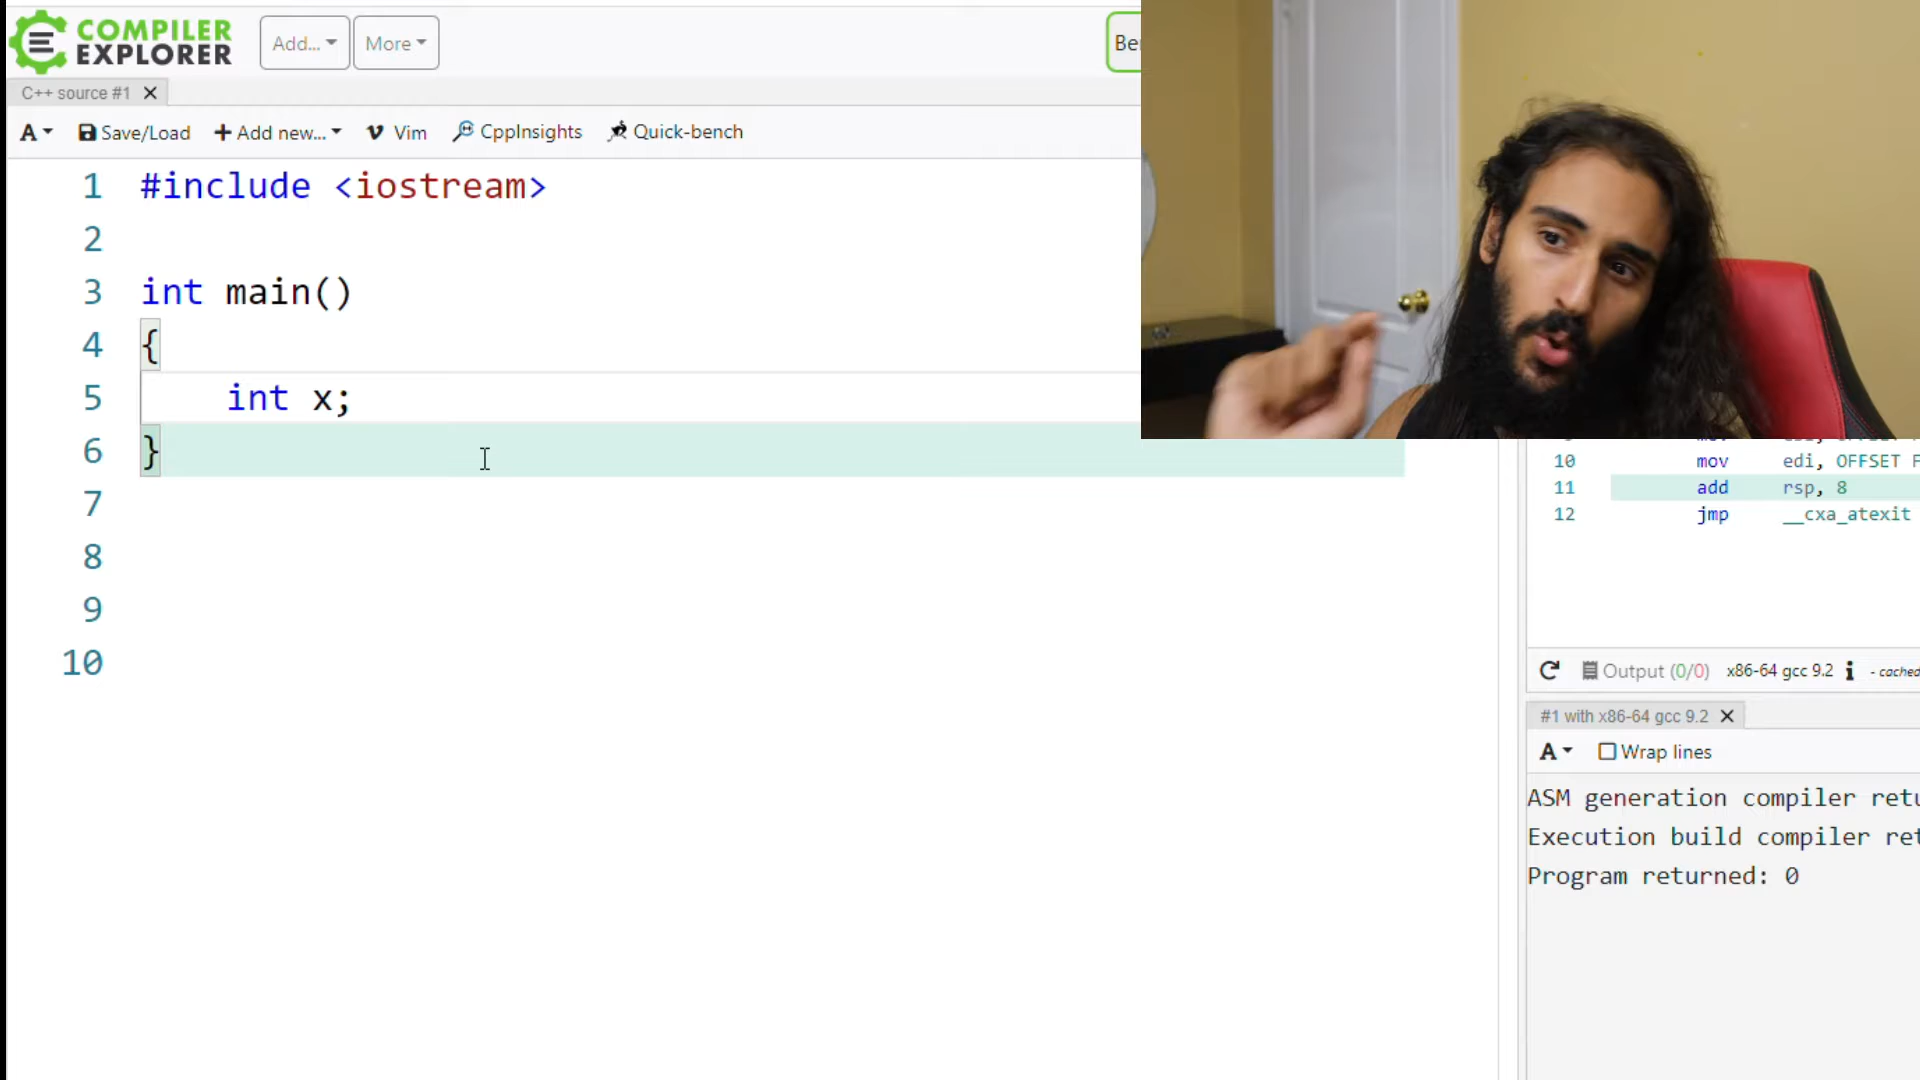 COMPILER
EXPLORER
Add...
More
C++ source #1
A
Save/Load
Add new...
Vim
CppInsights
Quick-bench
1 #include <iostream>
2
3 int main()
4 {
5 int x;
6 }
7
8
9
10
10 mov edi, OFFSET
11 add rsp, 8
12 jmp __cxa_atexit
Output (0/0) x86-64 gcc 9.2 i - cached
#1 with x86-64 gcc 9.2
A
Wrap lines
ASM generation compiler
Execution build compiler
Program returned: 0